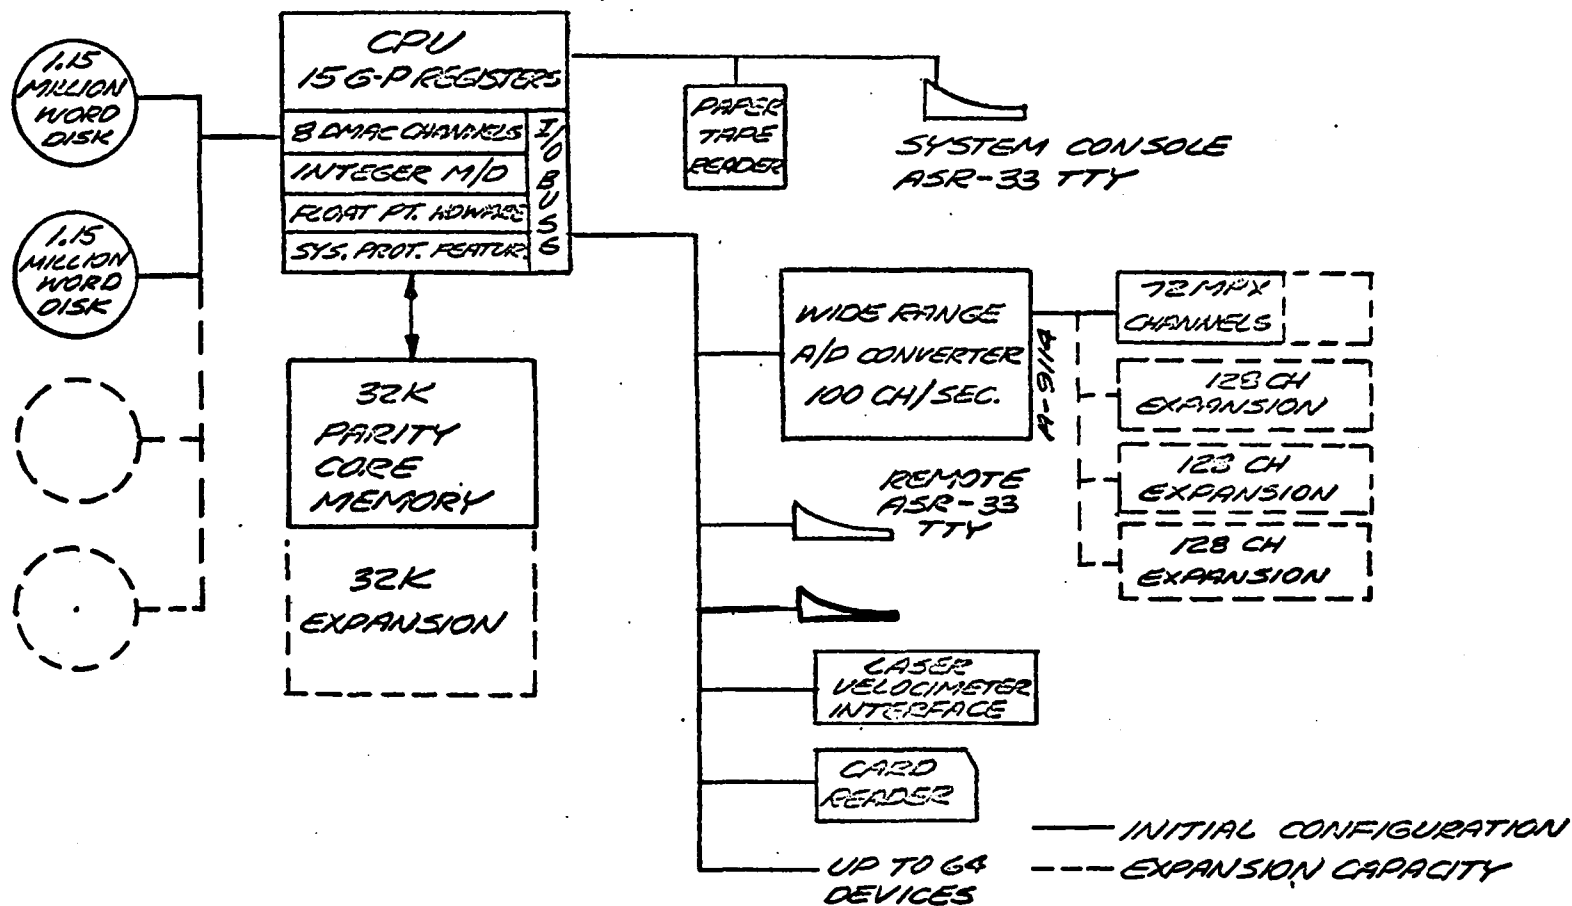 1.15
MILLION
WORD
DISK
1.15
MILLION
WORD
DISK
CPU
15 G-P REGISTERS
8 DMAC CHANNELS
INTEGER M/D
FLOAT PT. HDWARE
SYS. PROT. FEATUR.
I/O BUS
32K
PARITY
CORE
MEMORY
32K
EXPANSION
PAPER
TAPE
READER
SYSTEM CONSOLE
ASR-33 TTY
WIDE RANGE
A/D CONVERTER
100 CH/SEC.
A-9114
72 MPX
CHANNELS
128 CH
EXPANSION
128 CH
EXPANSION
128 CH
EXPANSION
REMOTE
ASR-33
TTY
LASER
VELOCIMETER
INTERFACE
CARD
READER
UP TO 64
DEVICES
INITIAL CONFIGURATION
EXPANSION CAPACITY